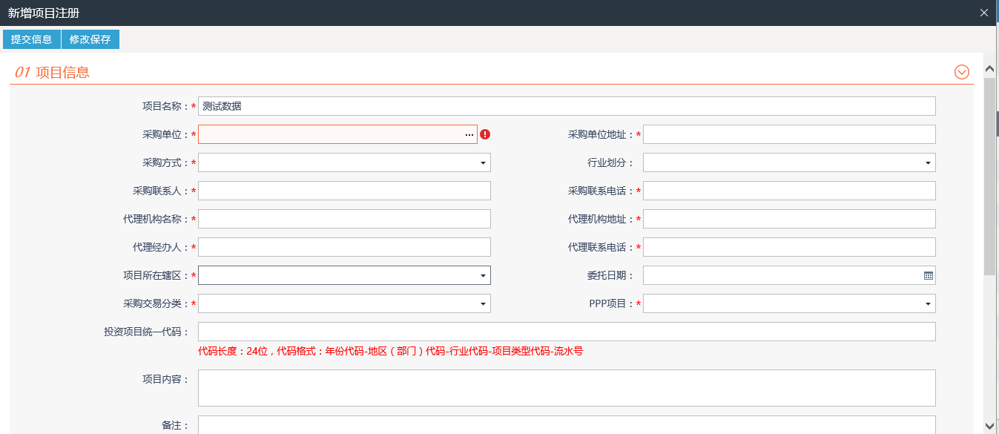 新增项目注册
提交信息 修改保存
01 项目信息
项目名称：* 测试数据
采购单位：* ... 采购单位地址：*
采购方式：* 行业划分：
采购联系人：* 采购联系电话：*
代理机构名称：* 代理机构地址：*
代理经办人：* 代理联系电话：*
项目所在辖区：* 委托日期：
采购交易分类：* PPP项目：*
投资项目统一代码：
代码长度：24位，代码格式：年份代码-地区（部门）代码-行业代码-项目类型代码-流水号
项目内容：
备注：